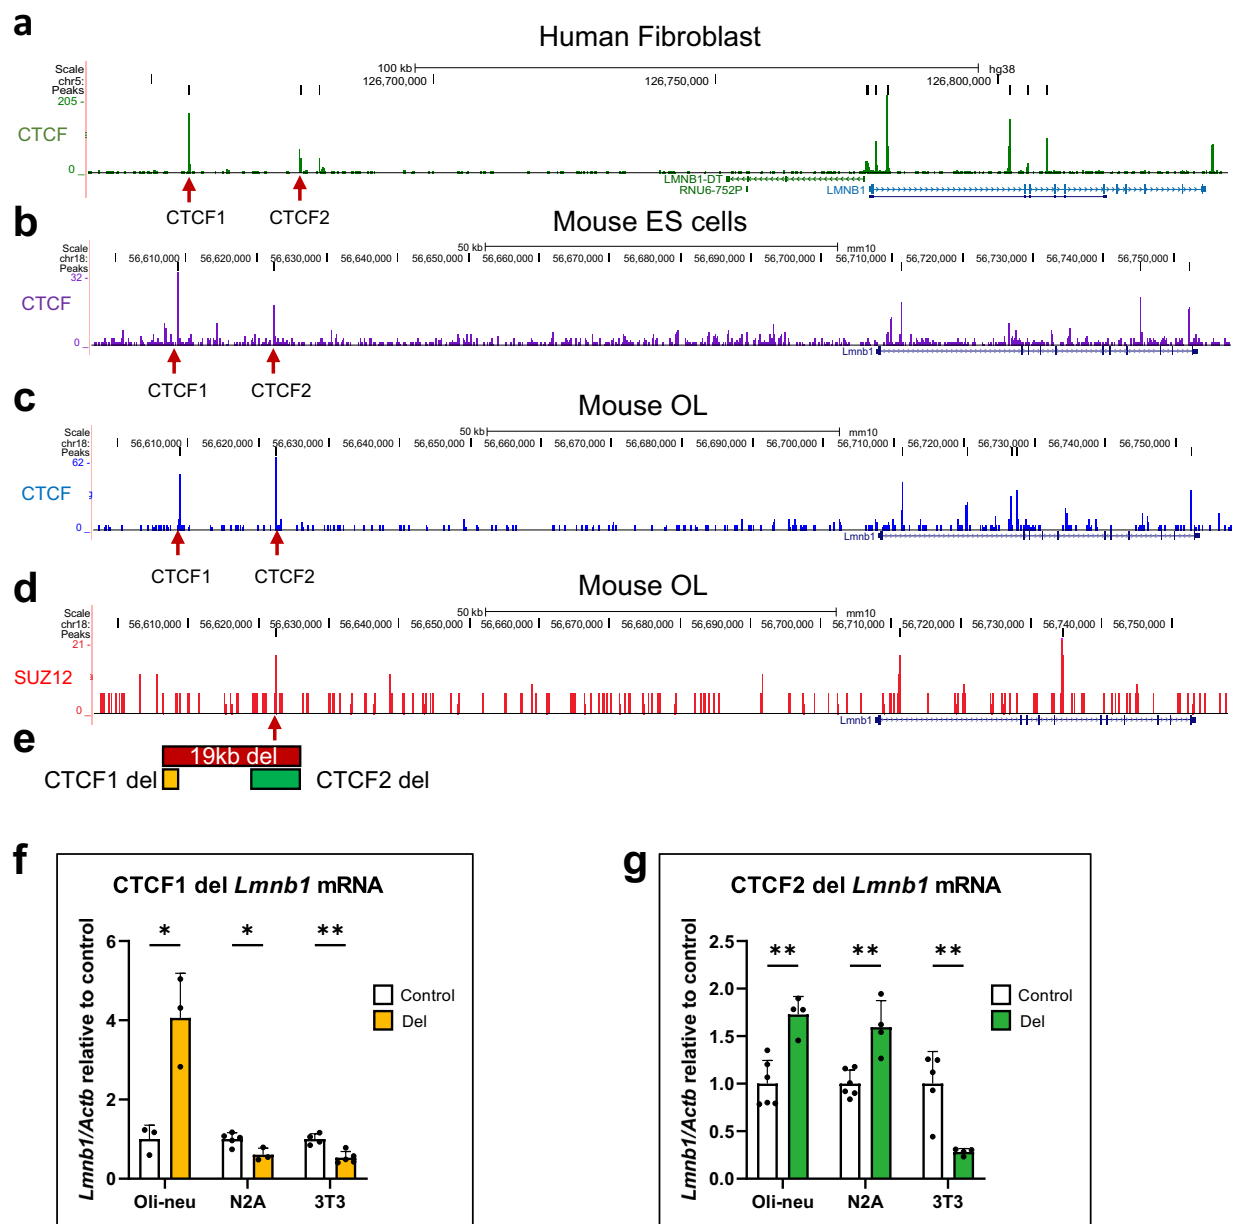 a
Human Fibroblast
Scale 100 kb hg38
chr5: 126,700,000 126,750,000 126,800,000
Peaks
205
CTCF
0
LMNB1-DT
RNU6-752P
LMNB1
CTCF1 CTCF2
b
Mouse ES cells
Scale 50 kb mm10
chr18: 56,610,000 56,620,000 56,630,000 56,640,000 56,650,000 56,660,000 56,670,000 56,680,000 56,690,000 56,700,000 56,710,000 56,720,000 56,730,000 56,740,000 56,750,000
Peaks
32
CTCF
0
Lmnb1
CTCF1 CTCF2
c
Mouse OL
Scale 50 kb mm10
chr18: 56,610,000 56,620,000 56,630,000 56,640,000 56,650,000 56,660,000 56,670,000 56,680,000 56,690,000 56,700,000 56,710,000 56,720,000 56,730,000 56,740,000 56,750,000
Peaks
62
CTCF
0
Lmnb1
CTCF1 CTCF2
d
Mouse OL
Scale 50 kb mm10
chr18: 56,610,000 56,620,000 56,630,000 56,640,000 56,650,000 56,660,000 56,670,000 56,680,000 56,690,000 56,700,000 56,710,000 56,720,000 56,730,000 56,740,000 56,750,000
Peaks
21
SUZ12
0
Lmnb1
e
19kb del
CTCF1 del CTCF2 del
f
CTCF1 del Lmnb1 mRNA
Lmnb1/Actb relative to control
6
4
2
0
* * **
Control
Del
Oli-neu N2A 3T3
g
CTCF2 del Lmnb1 mRNA
Lmnb1/Actb relative to control
2.5
2.0
1.5
1.0
0.5
0.0
** ** **
Control
Del
Oli-neu N2A 3T3